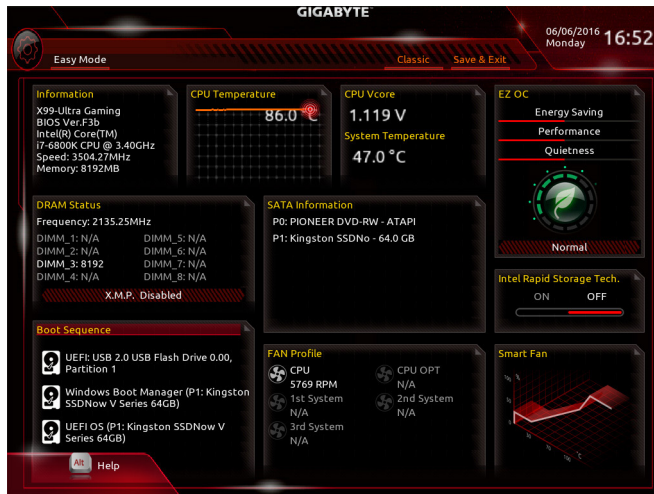 GIGABYTE
06/06/2016
Monday
16:52
Easy Mode
Classic
Save & Exit
Information
X99-Ultra Gaming
BIOS Ver.F3b
Intel(R) Core(TM)
i7-6800K CPU @ 3.40GHz
Speed: 3504.27MHz
Memory: 8192MB
CPU Temperature
86.0 °C
CPU Vcore
1.119 V
System Temperature
47.0 °C
EZ OC
Energy Saving
Performance
Quietness
Normal
DRAM Status
Frequency: 2135.25MHz
DIMM_1: N/A
DIMM_5: N/A
DIMM_2: N/A
DIMM_6: N/A
DIMM_3: 8192
DIMM_7: N/A
DIMM_4: N/A
DIMM_8: N/A
X.M.P. Disabled
SATA Information
P0: PIONEER DVD-RW - ATAPI
P1: Kingston SSDNo - 64.0 GB
Intel Rapid Storage Tech.
ON
OFF
Boot Sequence
UEFI: USB 2.0 USB Flash Drive 0.00,
Partition 1
Windows Boot Manager (P1: Kingston
SSDNow V Series 64GB)
UEFI OS (P1: Kingston SSDNow V
Series 64GB)
FAN Profile
CPU
5769 RPM
CPU OPT
N/A
1st System
N/A
2nd System
N/A
3rd System
N/A
Smart Fan
100
50
0
50
70
100
°C
Alt
Help